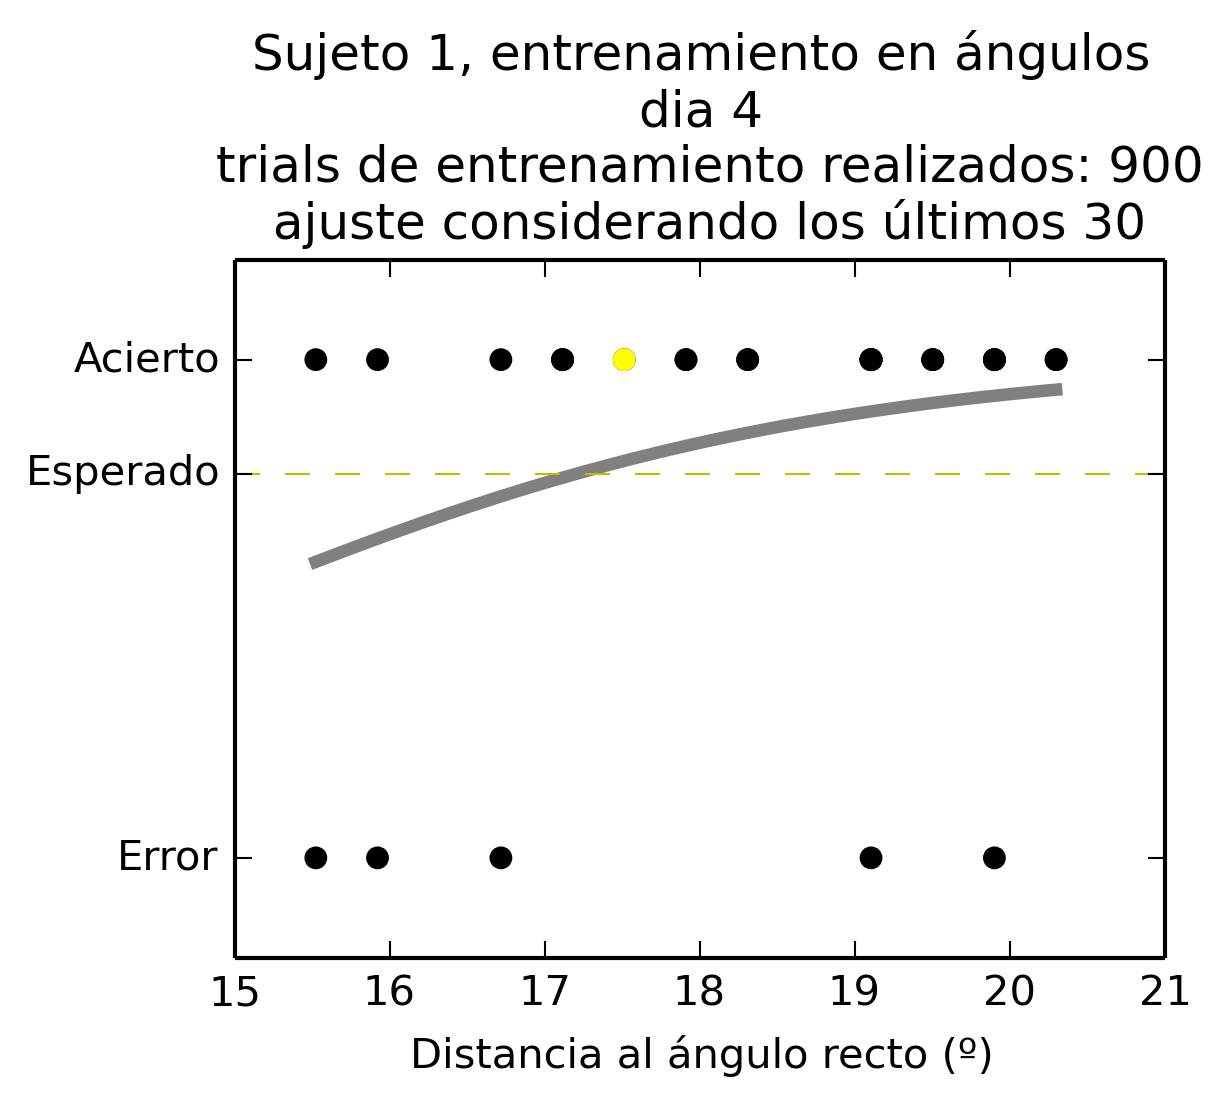 Sujeto 1, entrenamiento en ángulos
dia 4
trials de entrenamiento realizados: 900
ajuste considerando los últimos 30
Acierto
Esperado
Error
15 16 17 18 19 20 21
Distancia al ángulo recto (º)